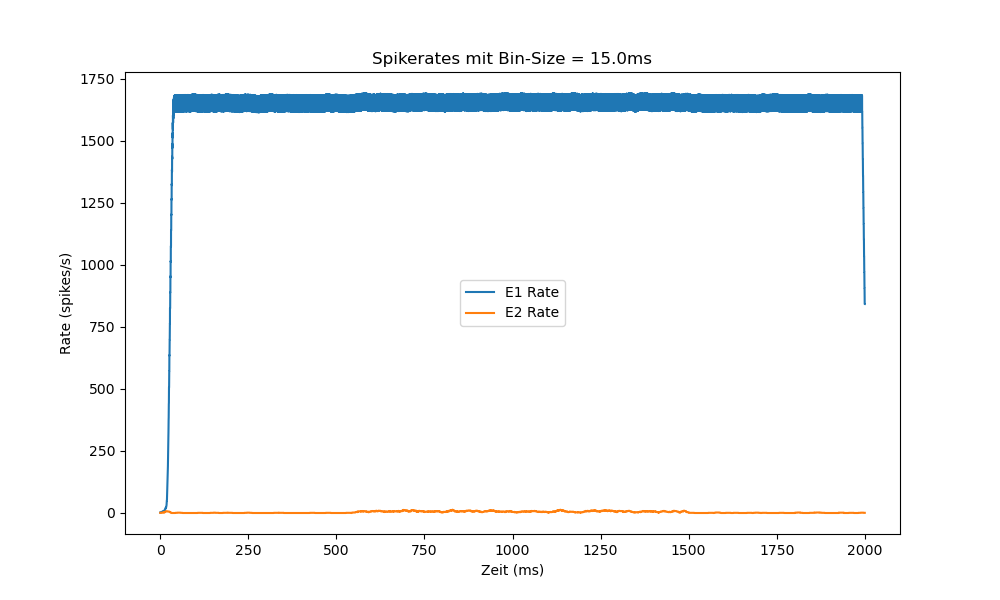 Spikerates mit Bin-Size = 15.0ms
1750
1500
1250
1000
750
500
250
0
Rate (spikes/s)
E1 Rate
E2 Rate
0 250 500 750 1000 1250 1500 1750 2000
Zeit (ms)